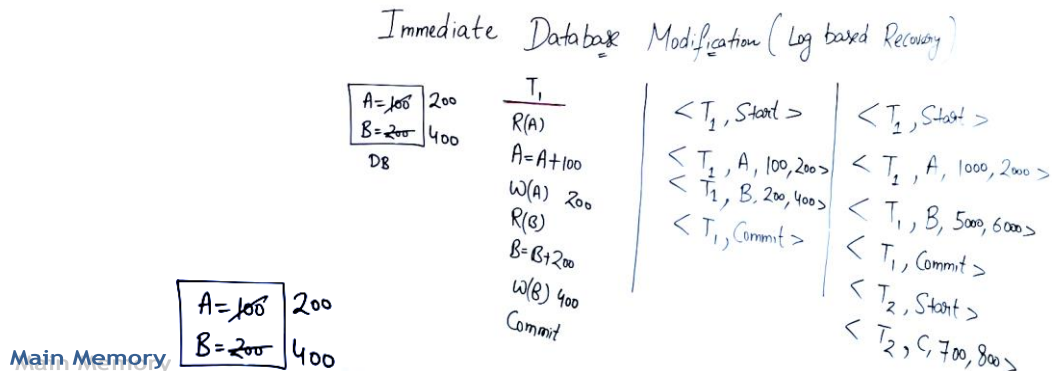 Immediate Database Modification (Log based Recovery)
A=100 200
B=200 400
DB
T1
R(A)
A=A+100
W(A) 200
R(B)
B=B+200
W(B) 400
Commit
<T1, Start>
<T1, A, 100, 200>
<T1, B, 200, 400>
<T1, Commit>
<T1, Start>
<T1, A, 1000, 2000>
<T1, B, 5000, 6000>
<T1, Commit>
<T2, Start>
<T2, C, 700, 800>
A=100 200
B=200 400
Main Memory